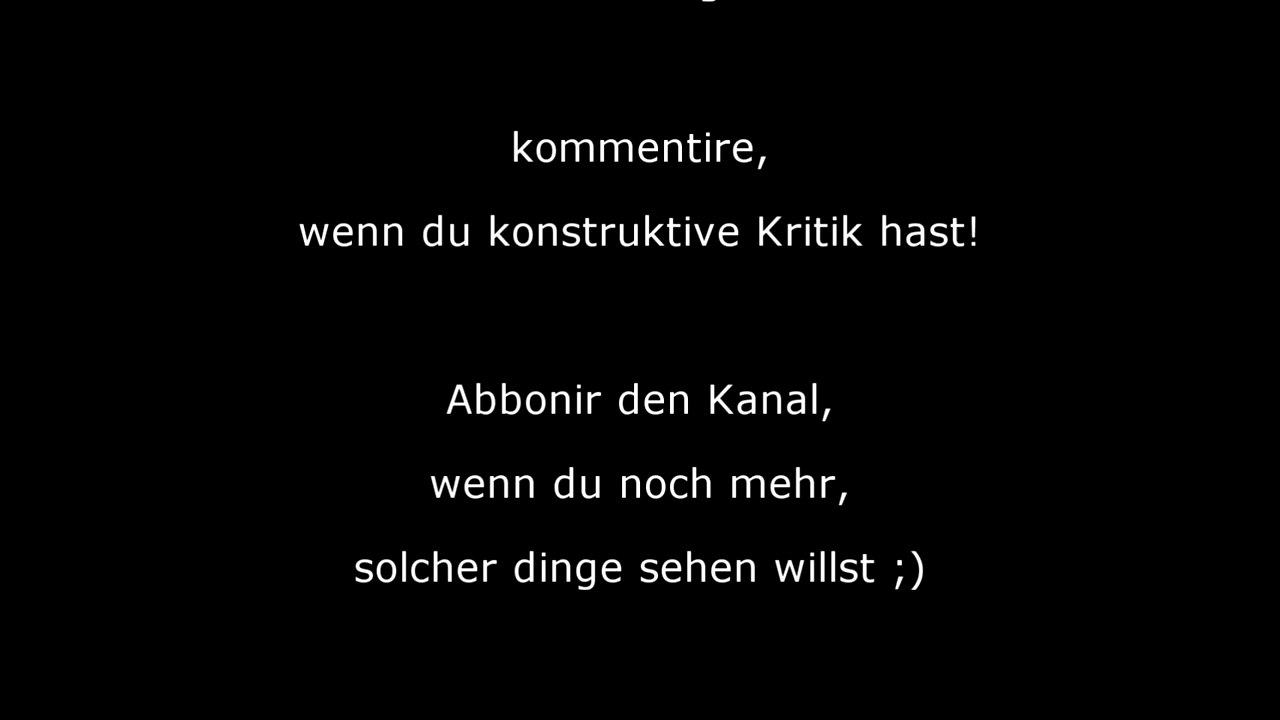 kommentire,
wenn du konstruktive Kritik hast!
Abbonir den Kanal,
wenn du noch mehr,
solcher dinge sehen willst ;)